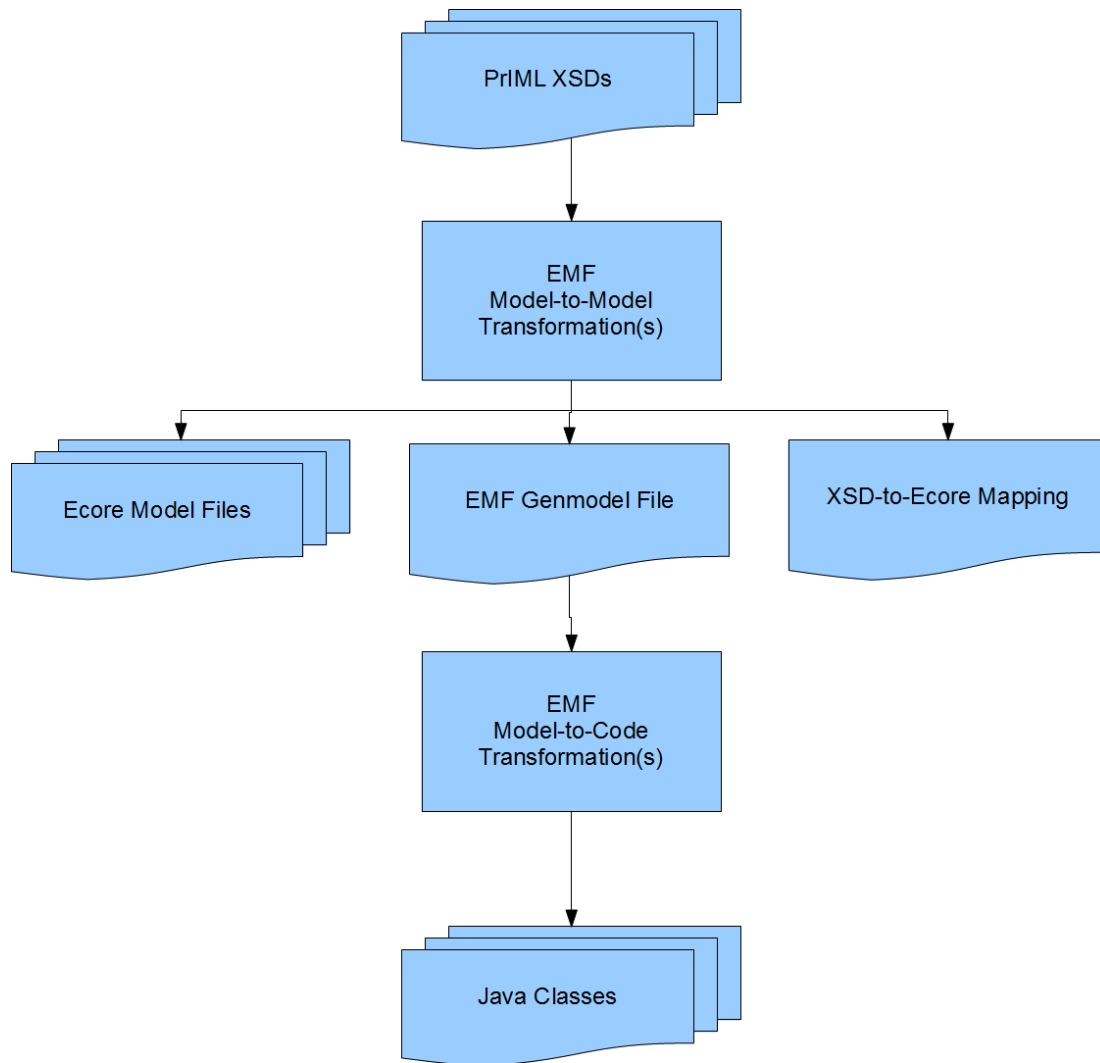 PrIML XSDs
EMF
Model-to-Model
Transformation(s)
Ecore Model Files
EMF Genmodel File
XSD-to-Ecore Mapping
EMF
Model-to-Code
Transformation(s)
Java Classes